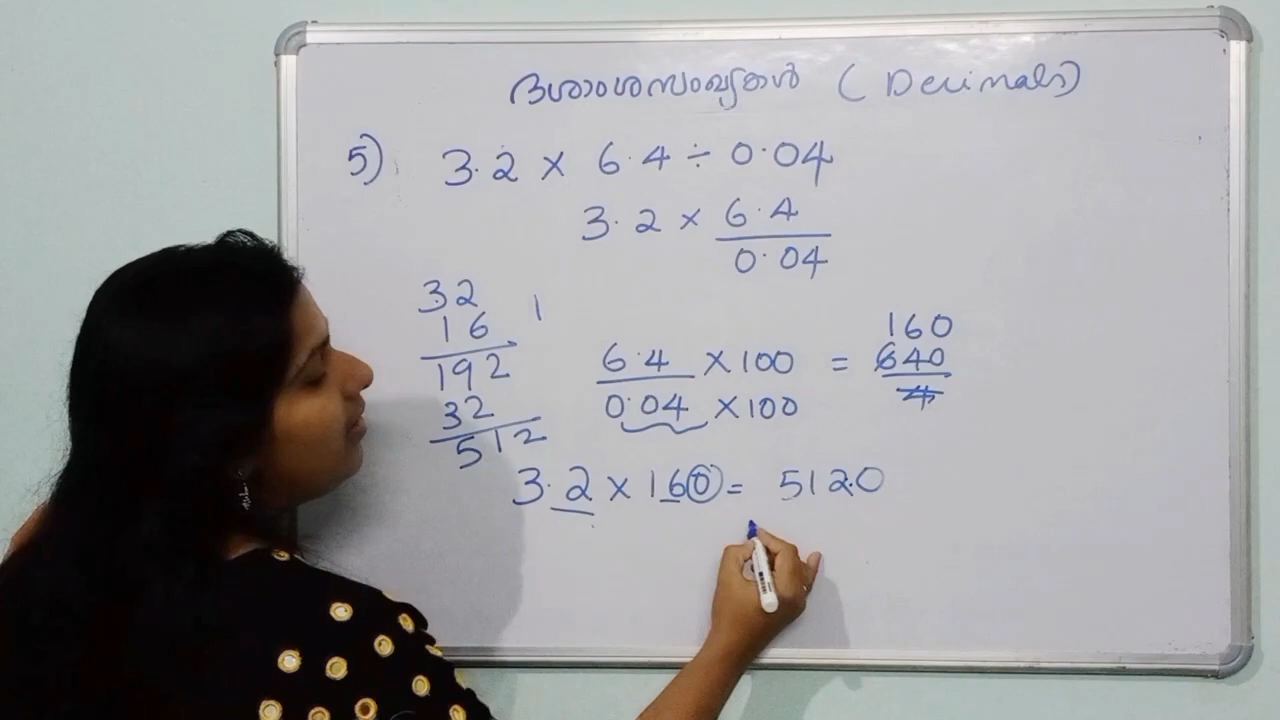 ദശാംശസംഖ്യകൾ (Decimals)
5) 3.2 × 6.4 ÷ 0.04
3.2 × 6.4
0.04
32
16
192
32
512
1
6.4 × 100 = 640
0.04 × 100 4
160
3.2 × 160 = 512.0